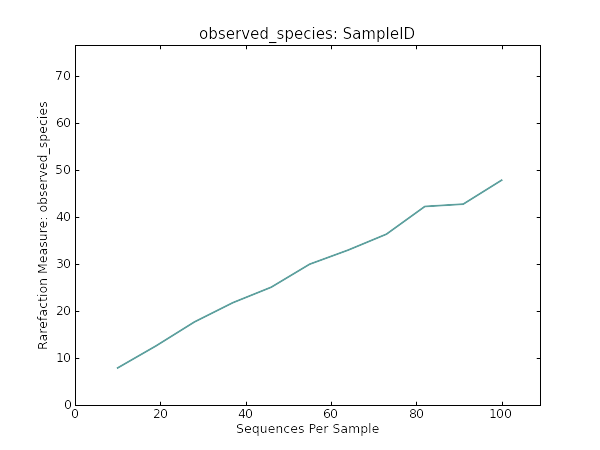 observed_species: SampleID
Rarefaction Measure: observed_species
70
60
50
40
30
20
10
0
0 20 40 60 80 100
Sequences Per Sample